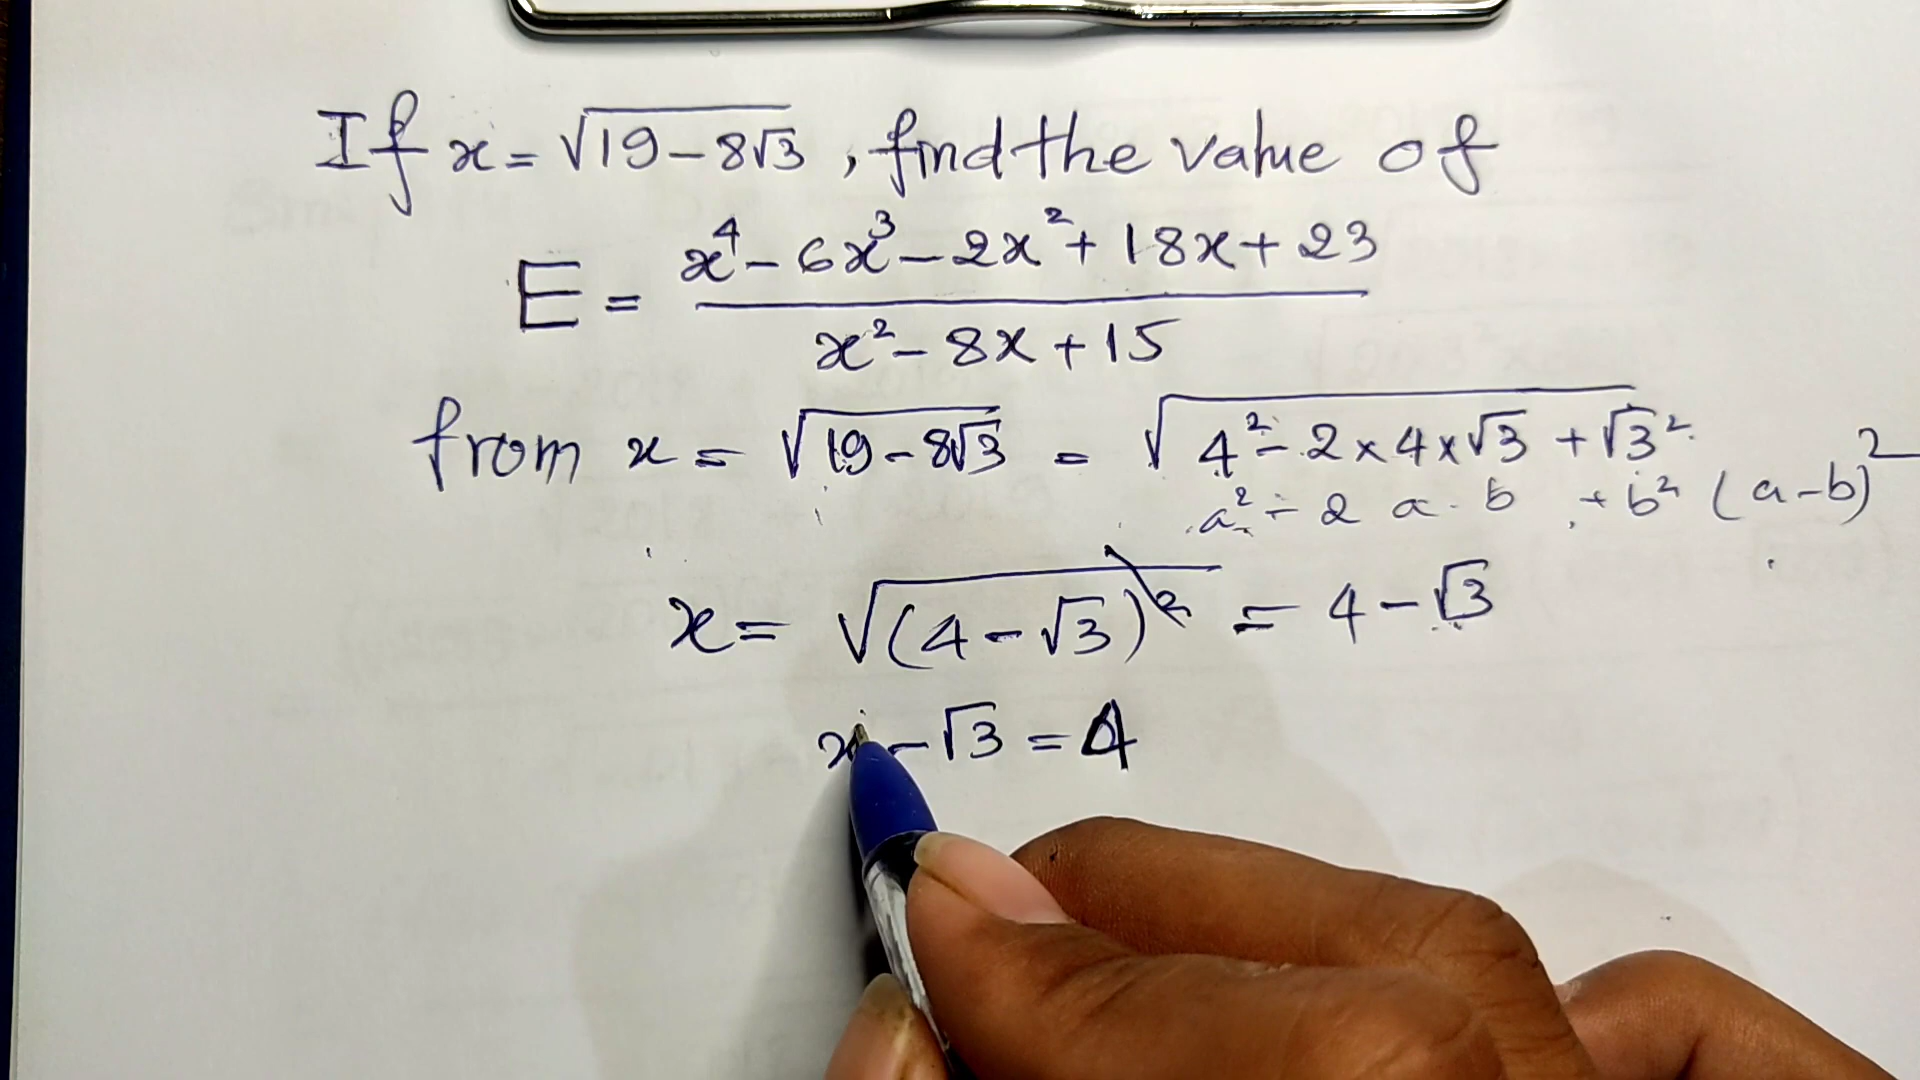 If x = √19-8√3, find the value of
E = x⁴ - 6x³ - 2x² + 18x + 23
x² - 8x + 15
from x = √19-8√3 = √4² - 2×4×√3 + √3²
a² - 2 a . b + b² (a-b)²
x = √(4-√3)² = 4-√3
x - √3 = 4